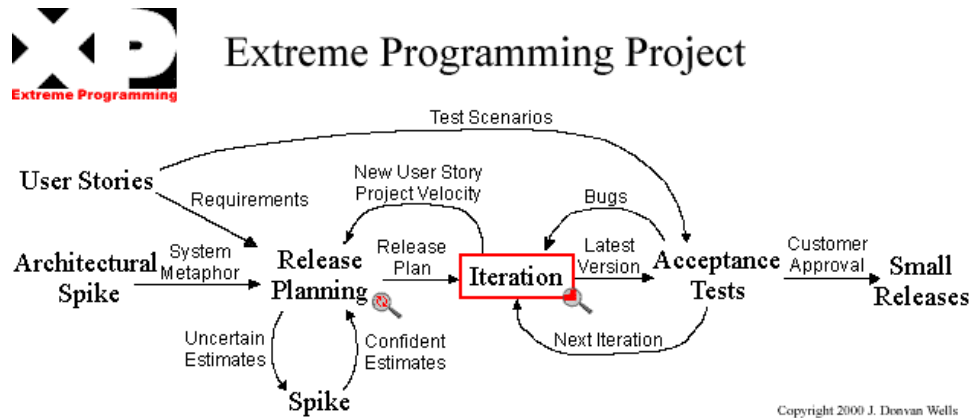 XP
Extreme Programming
Extreme Programming Project
Test Scenarios
User Stories
New User Story
Project Velocity
Bugs
Requirements
Architectural
Spike
System
Metaphor
Release
Planning
Release
Plan
Iteration
Latest
Version
Acceptance
Tests
Customer
Approval
Small
Releases
Uncertain
Estimates
Confident
Estimates
Next Iteration
Spike
Copyright 2000 J. Donvan Wells